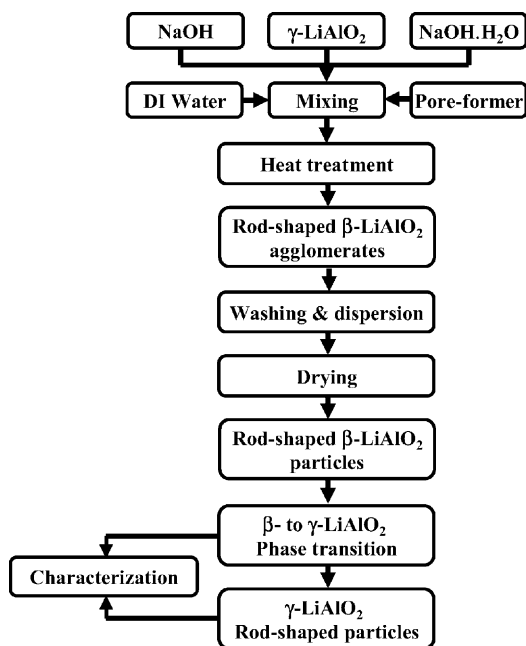 NaOH
γ-LiAlO₂
NaOH.H₂O
DI Water
Mixing
Pore-former
Heat treatment
Rod-shaped β-LiAlO₂
agglomerates
Washing & dispersion
Drying
Rod-shaped β-LiAlO₂
particles
β- to γ-LiAlO₂
Phase transition
Characterization
γ-LiAlO₂
Rod-shaped particles